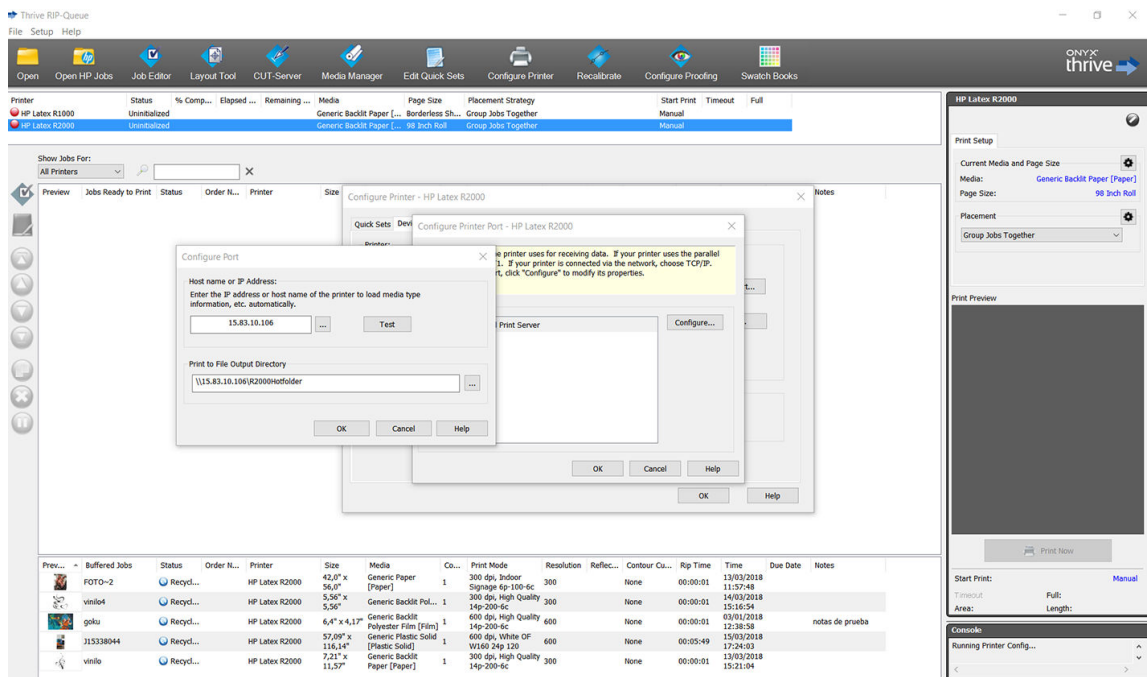 Thrive RIP-Queue
File Setup Help
Open Open HP Jobs Job Editor Layout Tool CUT-Server Media Manager Edit Quick Sets Configure Printer Recalibrate Configure Proofing Swatch Books
ONYX
thrive
Printer Status % Comp... Elapsed ... Remaining ... Media Page Size Placement Strategy Start Print Timeout Full
HP Latex R1000 Uninitialized Generic Backlit Paper [... Borderless Sh... Group Jobs Together Manual
HP Latex R2000 Uninitialized Generic Backlit Paper [... 98 Inch Roll Group Jobs Together Manual
Show Jobs For:
All Printers
Preview Jobs Ready to Print Status Order N... Printer Size Notes
Configure Printer - HP Latex R2000
Quick Sets Devi
Printer:
t...
Configure Printer Port - HP Latex R2000
e printer uses for receiving data. If your printer uses the parallel
1. If your printer is connected via the network, choose TCP/IP.
rt, click "Configure" to modify its properties.
Print Server
Configure...
OK Cancel Help
OK Help
Configure Port
Host name or IP Address:
Enter the IP address or host name of the printer to load media type
information, etc. automatically.
15.83.10.106 ... Test
Print to File Output Directory
\\15.83.10.106\R2000Hotfolder ...
OK Cancel Help
Prev... Buffered Jobs Status Order N... Printer Size Media Co... Print Mode Resolution Reflec... Contour Cu... Rip Time Time Due Date Notes
FOTO~2 Recycl... HP Latex R2000 42,0" x 56,0" Generic Paper [Paper] 1 300 dpi, Indoor Signage 6p-100-6c 300 None 00:00:01 13/03/2018 11:57:48
vinilo4 Recycl... HP Latex R2000 5,56" x 5,56" Generic Backlit Pol... 1 300 dpi, High Quality 14p-200-6c 300 None 00:00:01 14/03/2018 15:16:54
goku Recycl... HP Latex R2000 6,4" x 4,17" Generic Backlit Polyester Film [Film] 1 600 dpi, High Quality 14p-200-6c 600 None 00:00:01 03/01/2018 12:38:58 notas de prueba
J15338044 Recycl... HP Latex R2000 57,09" x 116,14" Generic Plastic Solid [Plastic Solid] 1 600 dpi, White OF W160 24p 120 600 None 00:05:49 15/03/2018 17:24:03
vinilo Recycl... HP Latex R2000 7,21" x 11,57" Generic Backlit Paper [Paper] 1 300 dpi, High Quality 14p-200-6c 300 None 00:00:01 13/03/2018 15:21:04
HP Latex R2000
Print Setup
Current Media and Page Size
Media: Generic Backlit Paper [Paper]
Page Size: 98 Inch Roll
Placement
Group Jobs Together
Print Preview
Print Now
Start Print: Manual
Timeout Full:
Area: Length:
Console
Running Printer Config...